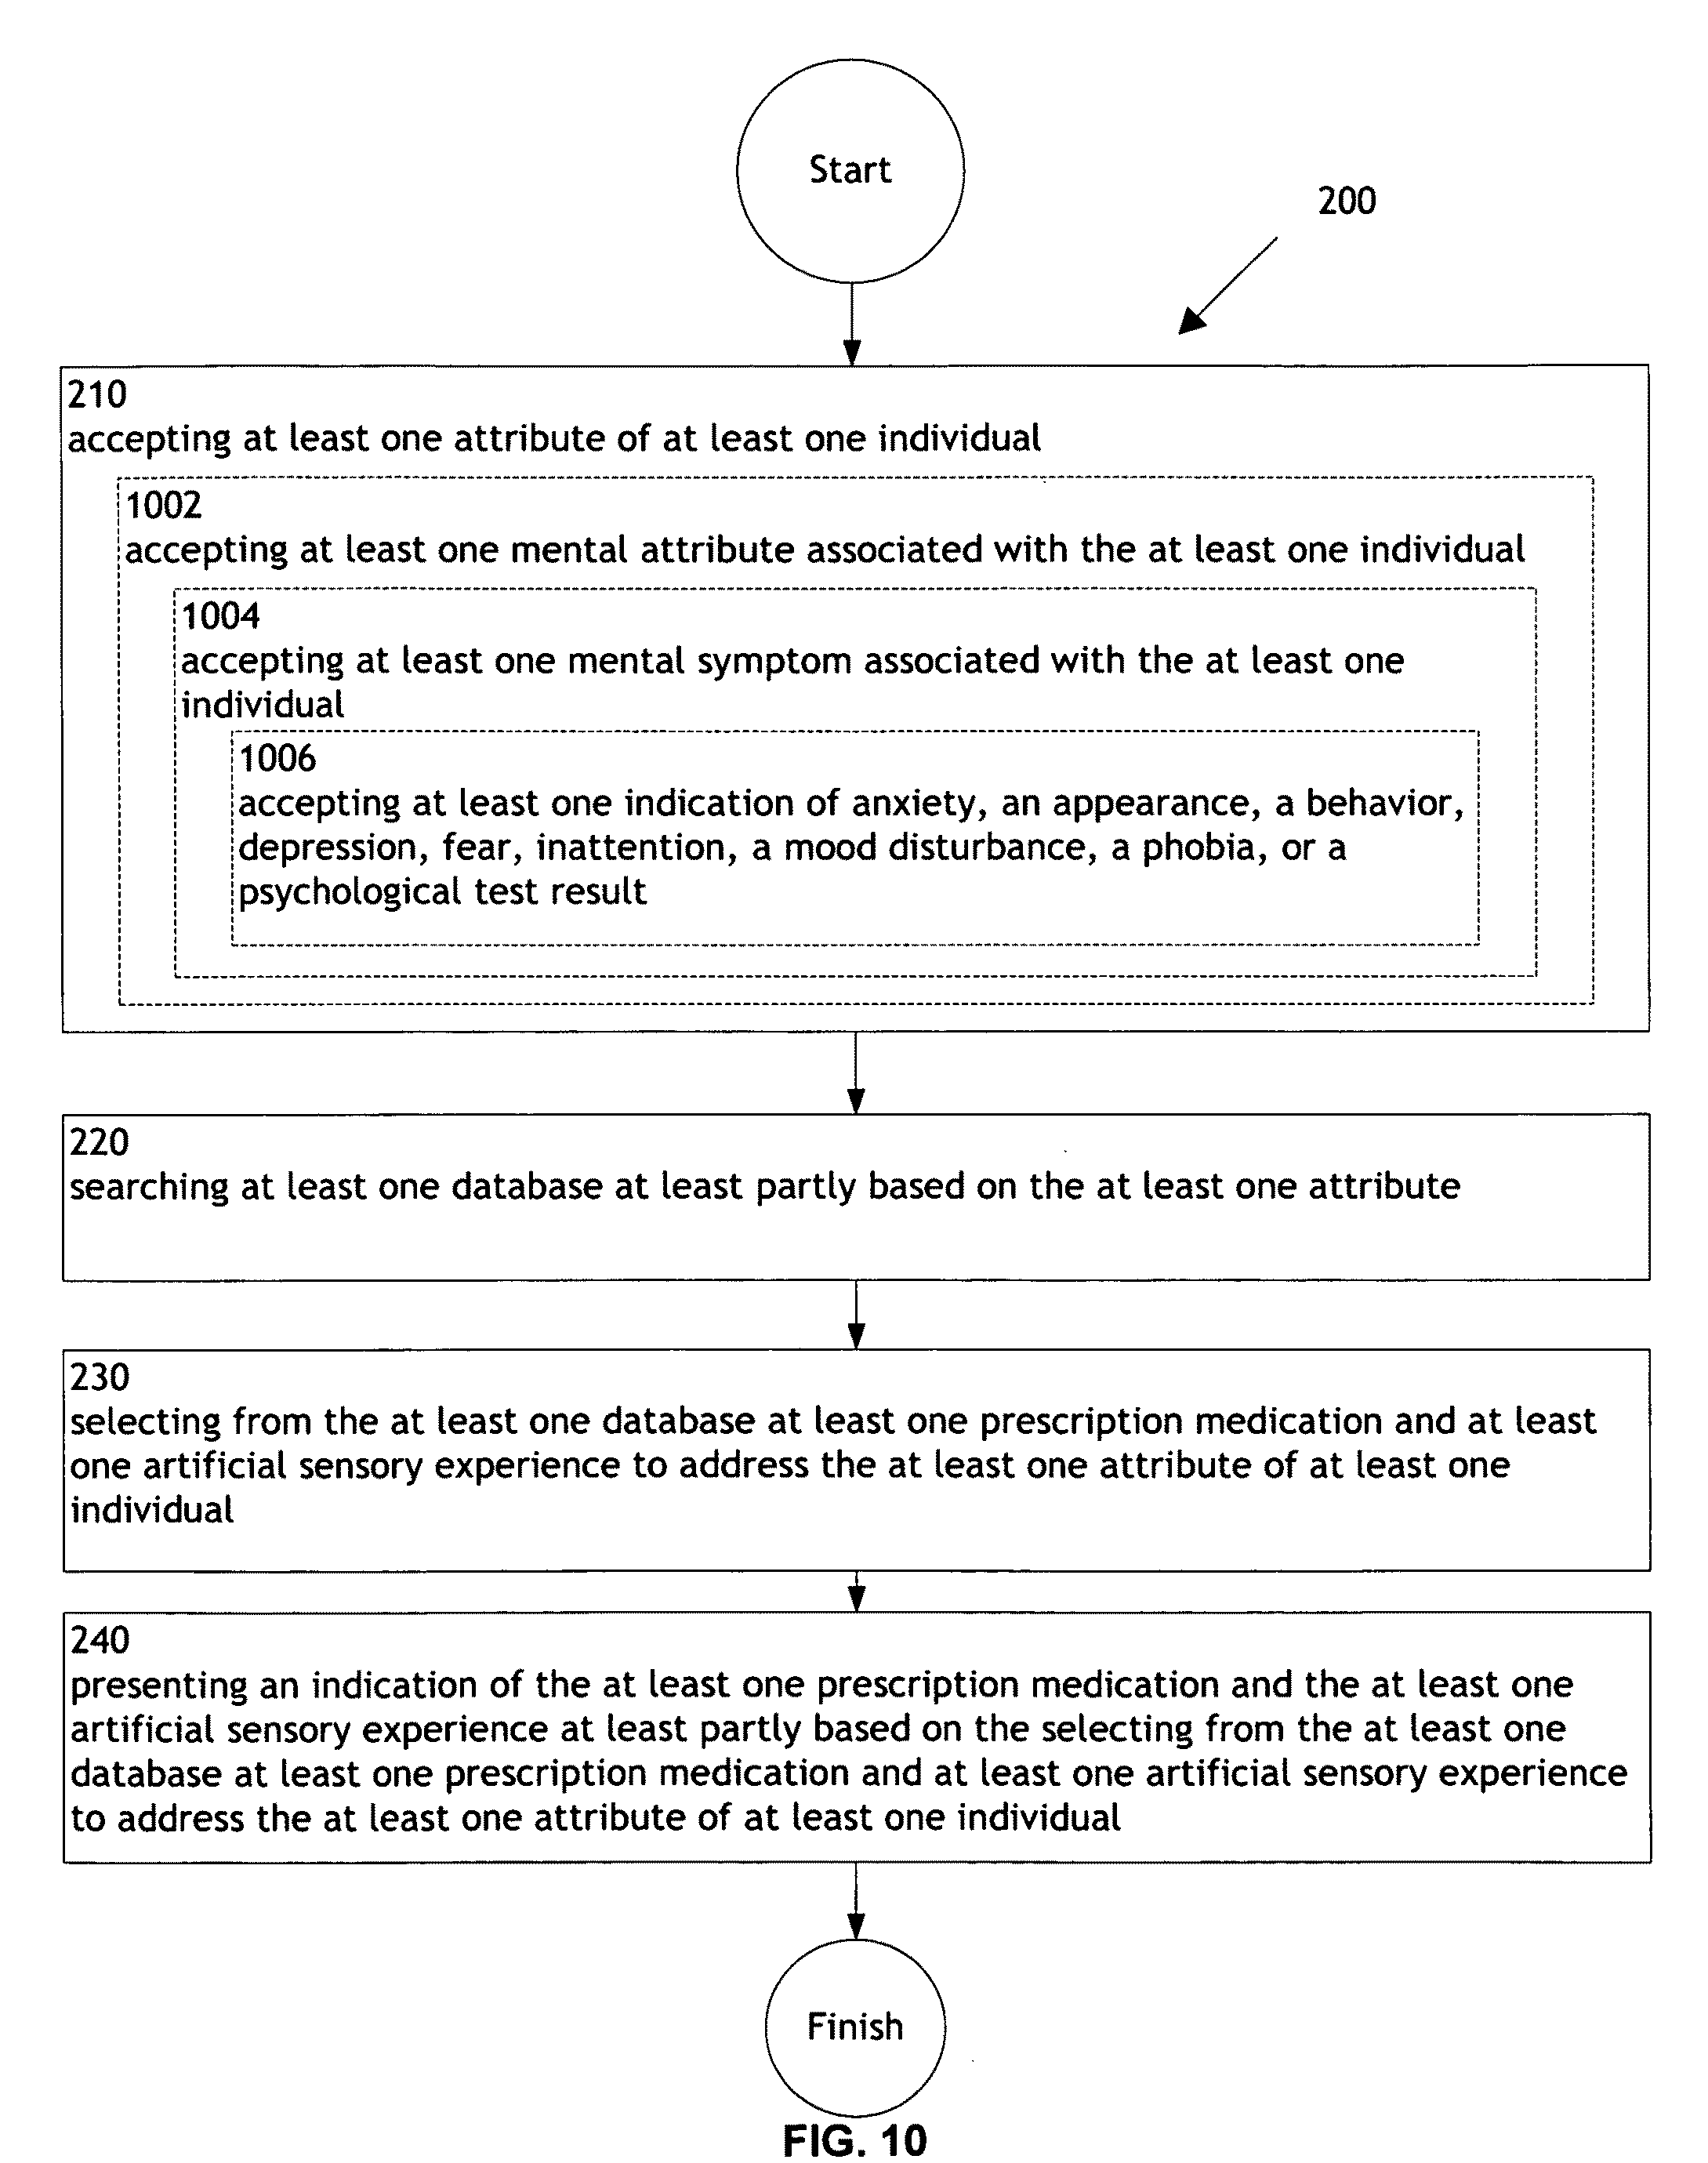 Start
200
210
accepting at least one attribute of at least one individual
1002
accepting at least one mental attribute associated with the at least one individual
1004
accepting at least one mental symptom associated with the at least one
individual
1006
accepting at least one indication of anxiety, an appearance, a behavior,
depression, fear, inattention, a mood disturbance, a phobia, or a
psychological test result
220
searching at least one database at least partly based on the at least one attribute
230
selecting from the at least one database at least one prescription medication and at least
one artificial sensory experience to address the at least one attribute of at least one
individual
240
presenting an indication of the at least one prescription medication and the at least one
artificial sensory experience at least partly based on the selecting from the at least one
database at least one prescription medication and at least one artificial sensory experience
to address the at least one attribute of at least one individual
Finish
FIG. 10